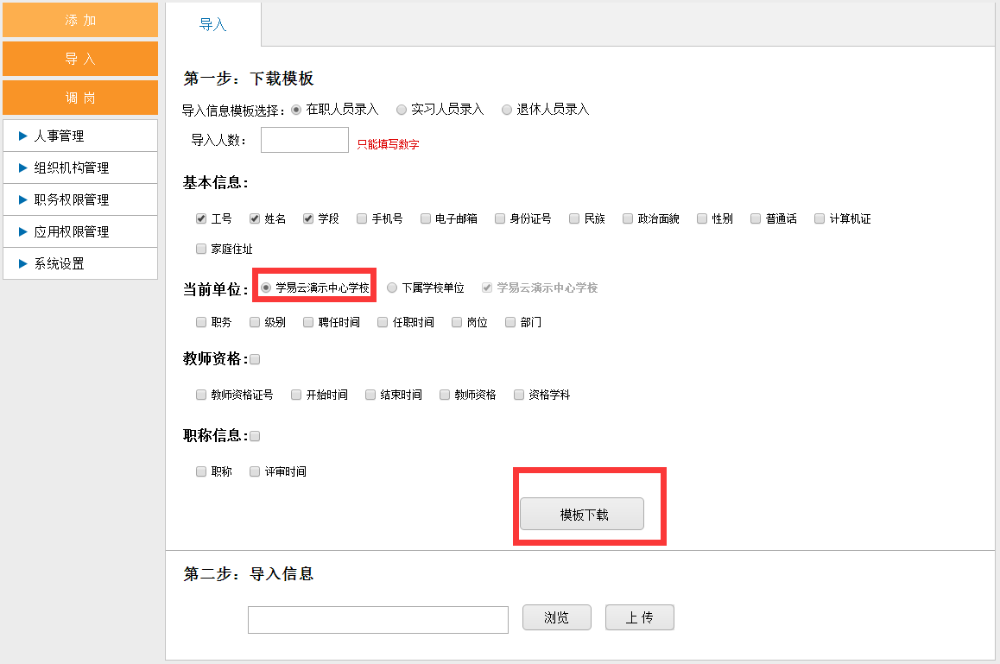 添 加
导 入
调 岗
人事管理
组织机构管理
职务权限管理
应用权限管理
系统设置
导入
第一步：下载模板
导入信息模板选择： 在职人员录入 实习人员录入 退休人员录入
导入人数： 只能填写数字
基本信息：
工号 姓名 学段 手机号 电子邮箱 身份证号 民族 政治面貌 性别 普通话 计算机证
家庭住址
当前单位： 学易云演示中心学校 下属学校单位 学易云演示中心学校
职务 级别 聘任时间 任职时间 岗位 部门
教师资格：
教师资格证号 开始时间 结束时间 教师资格 资格学科
职称信息：
职称 评审时间
模板下载
第二步：导入信息
浏览 上 传